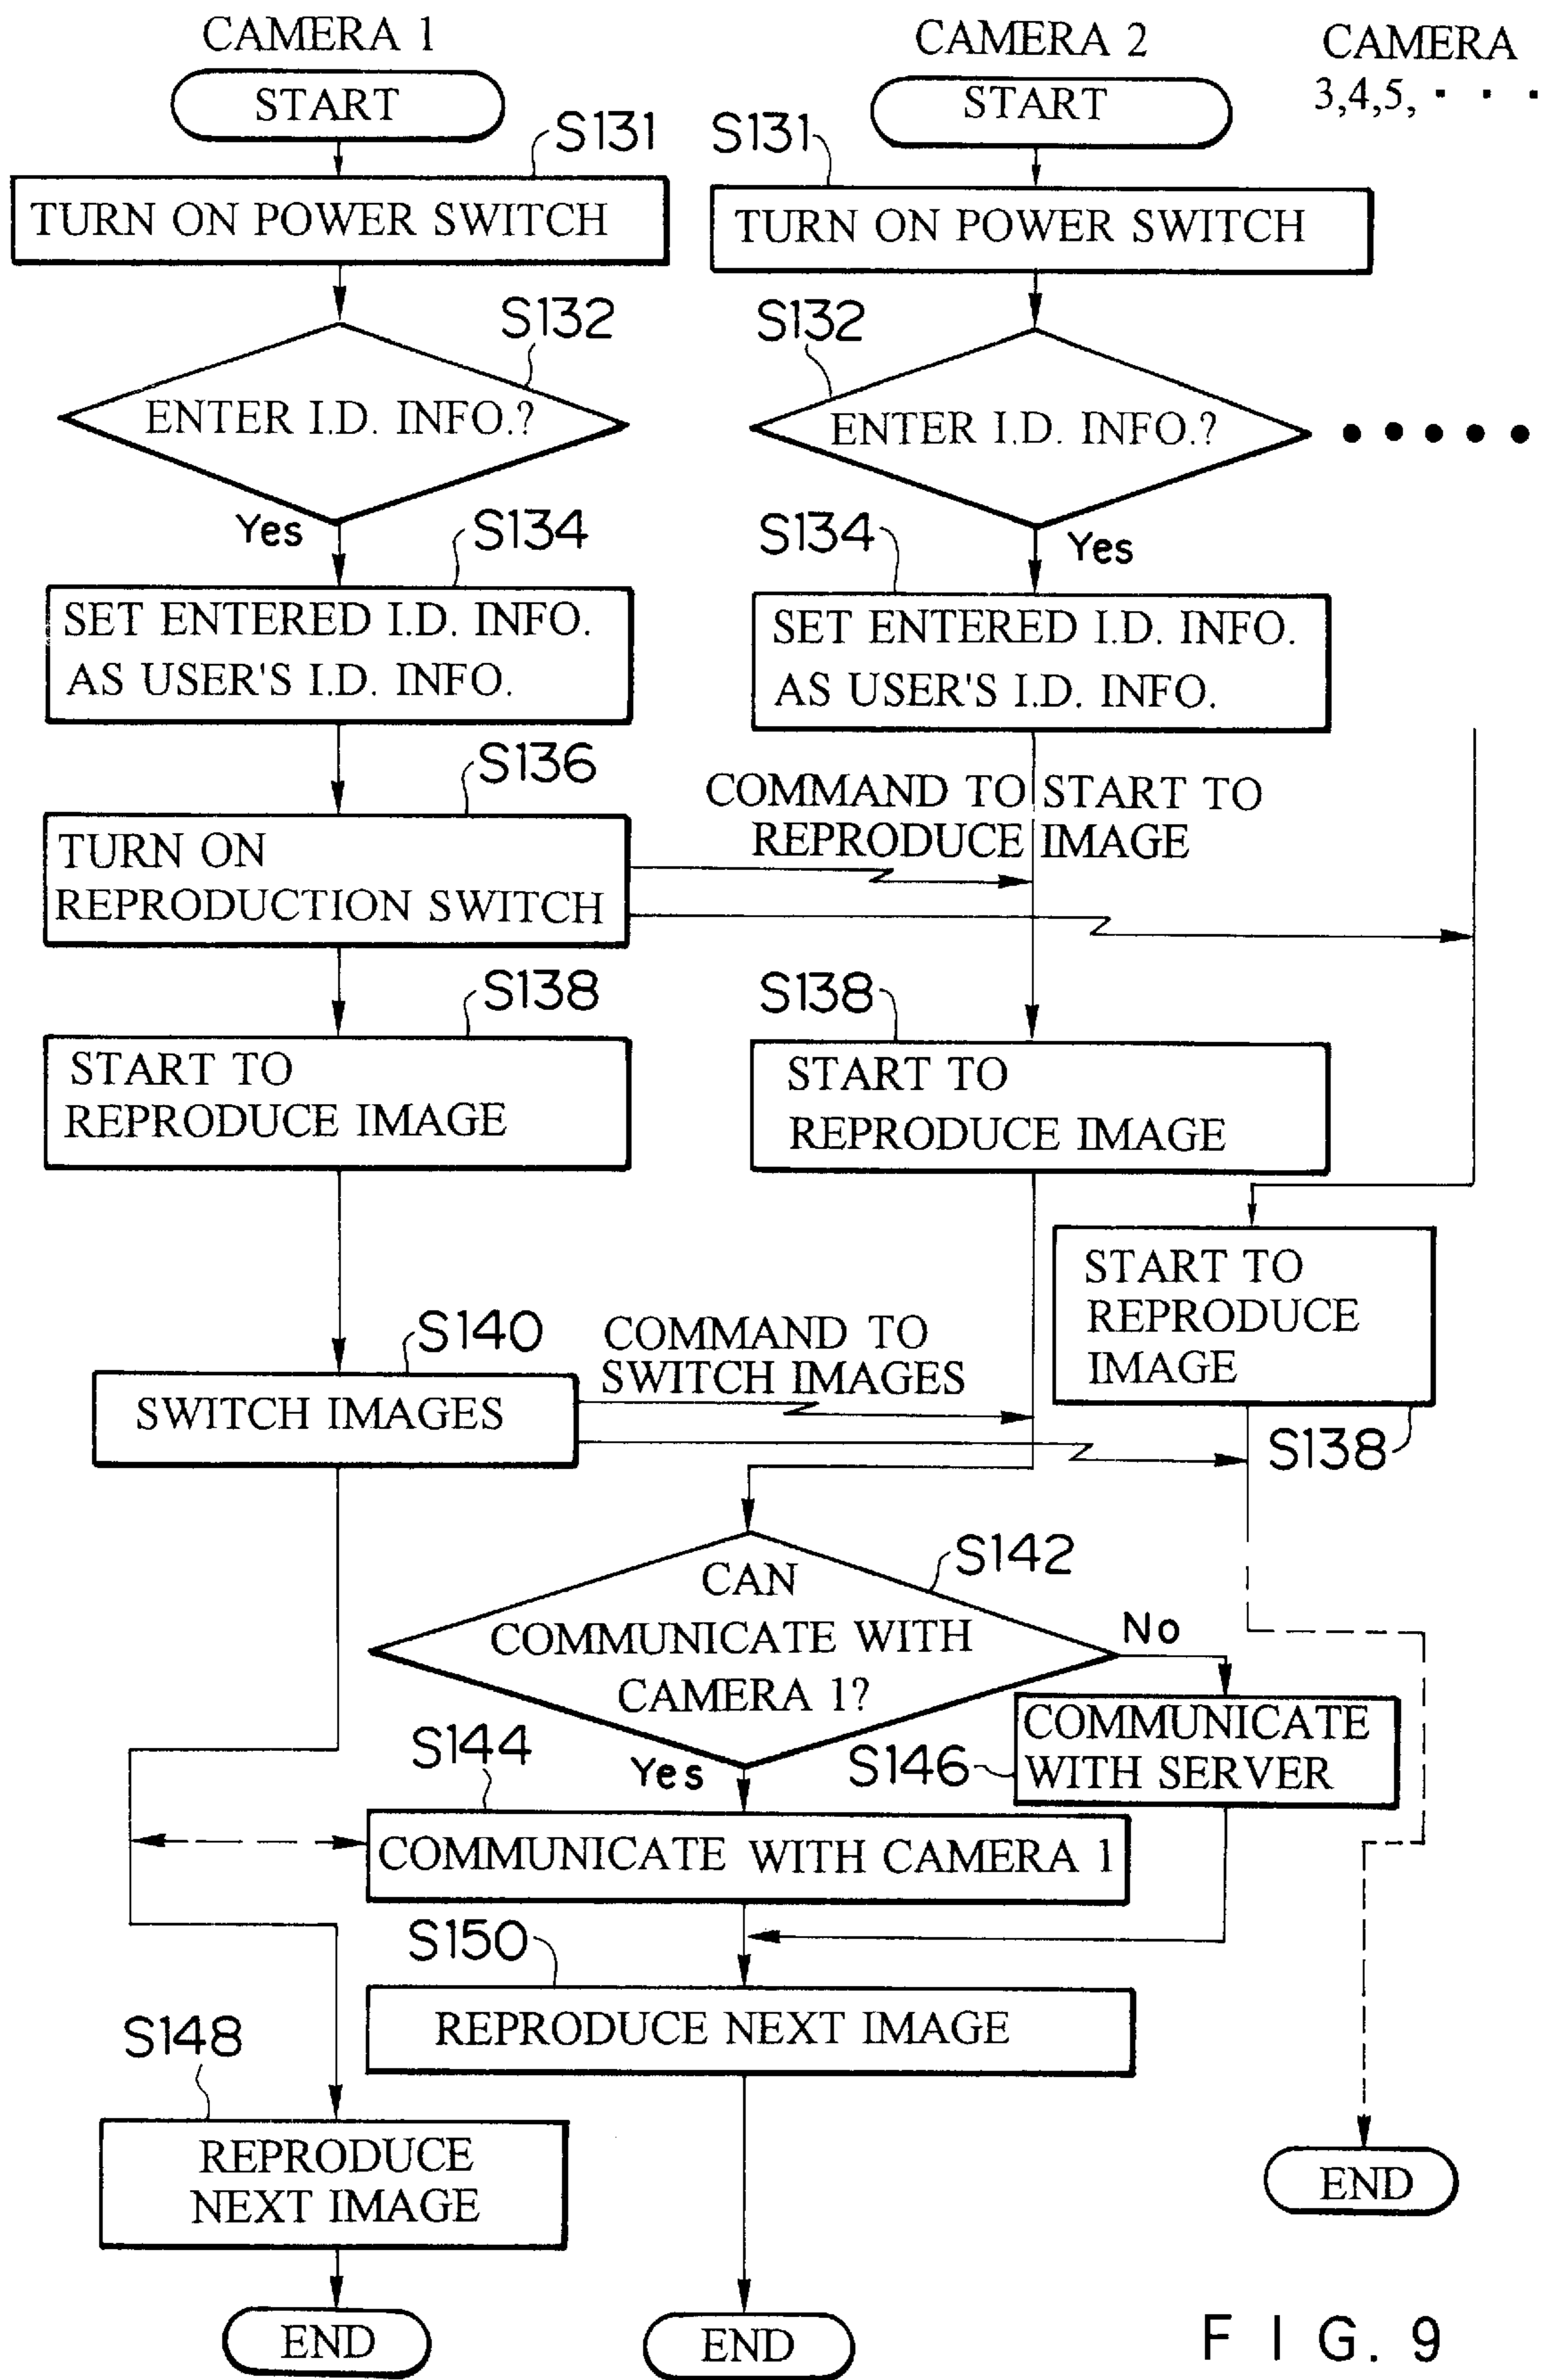 CAMERA 1
CAMERA 2
CAMERA
3,4,5, · · ·
START
START
S131
S131
TURN ON POWER SWITCH
TURN ON POWER SWITCH
S132
S132
ENTER I.D. INFO.?
ENTER I.D. INFO.?
Yes
S134
S134
Yes
SET ENTERED I.D. INFO.
AS USER'S I.D. INFO.
SET ENTERED I.D. INFO.
AS USER'S I.D. INFO.
S136
COMMAND TO START TO
REPRODUCE IMAGE
TURN ON
REPRODUCTION SWITCH
S138
S138
START TO
REPRODUCE IMAGE
START TO
REPRODUCE IMAGE
START TO
REPRODUCE
IMAGE
S138
S140
COMMAND TO
SWITCH IMAGES
SWITCH IMAGES
S142
CAN
COMMUNICATE WITH
CAMERA 1?
No
Yes
S144
S146
COMMUNICATE
WITH SERVER
COMMUNICATE WITH CAMERA 1
S150
REPRODUCE NEXT IMAGE
S148
REPRODUCE
NEXT IMAGE
END
END
END
FIG. 9